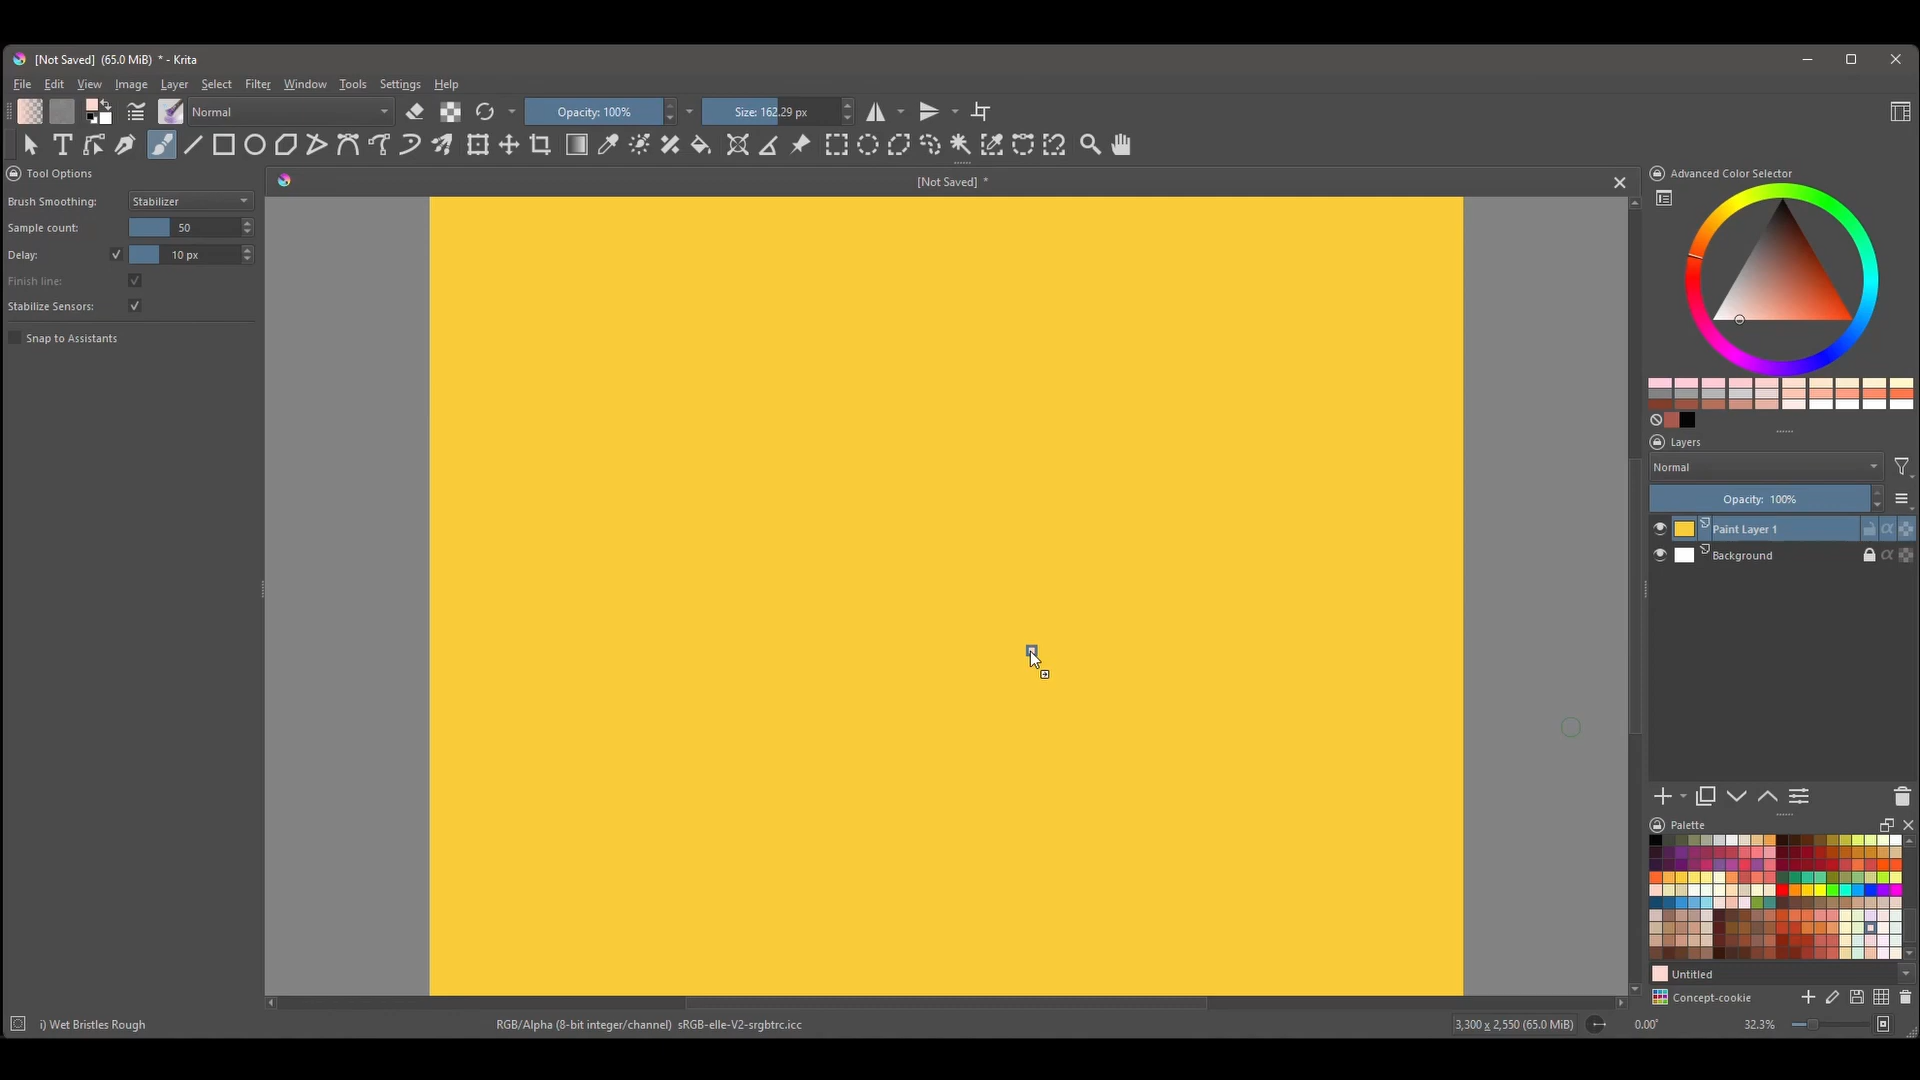 [Not Saved] (65.0 MiB) * - Krita
File Edit View Image Layer Select Filter Window Tools Settings Help
Normal
Opacity: 100%
Size: 162.29 px
Tool Options
Brush Smoothing: Stabilizer
Sample count: 50
Delay: 10 px
Finish line:
Stabilize Sensors:
Snap to Assistants
[Not Saved] *
Advanced Color Selector
Layers
Normal
Opacity: 100%
Paint Layer 1
Background
Palette
Untitled
Concept-cookie
i) Wet Bristles Rough
RGB/Alpha (8-bit integer/channel) sRGB-elle-V2-srgbtrc.icc
3,300 x 2,550 (65.0 MiB)
0.00°
32.3%